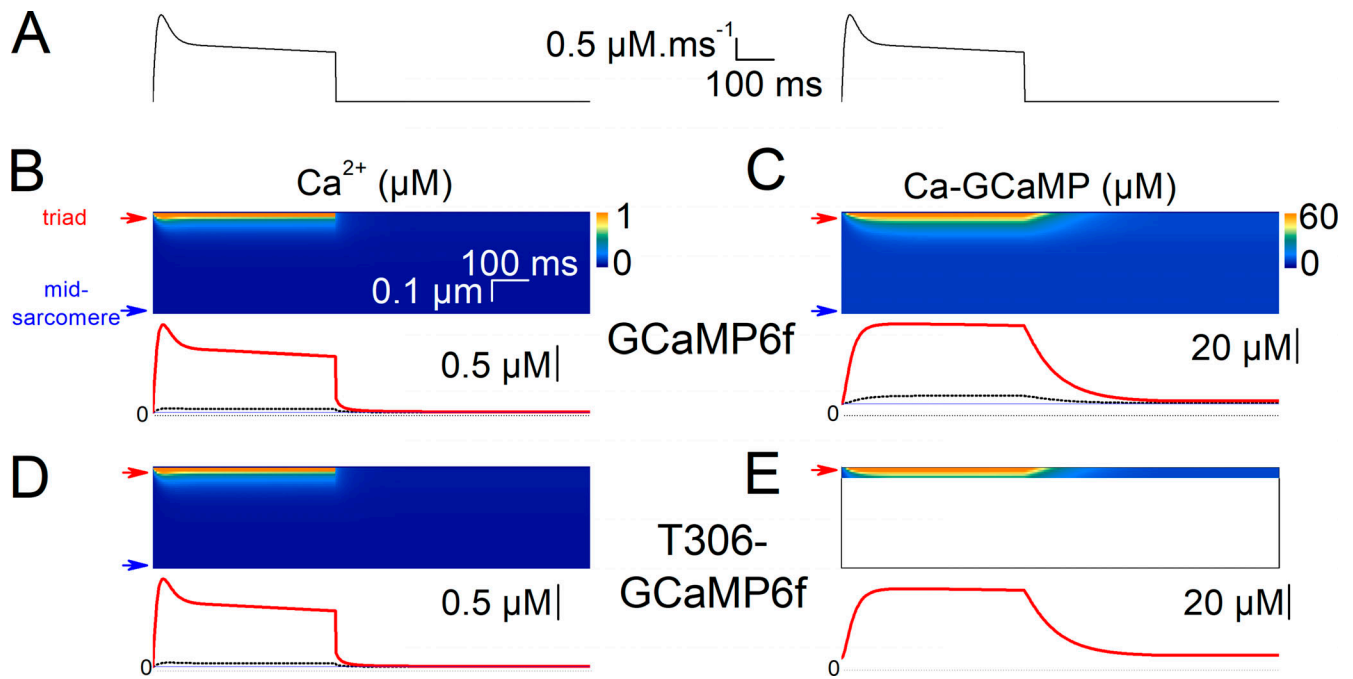 A
0.5 µM.ms⁻¹
100 ms
B
Ca²⁺ (µM)
triad
1
0
100 ms
0.1 µm
mid-
sarcomere
0.5 µM
0
C
Ca-GCaMP (µM)
60
0
GCaMP6f
20 µM
0
D
0.5 µM
0
E
T306-
GCaMP6f
20 µM
0